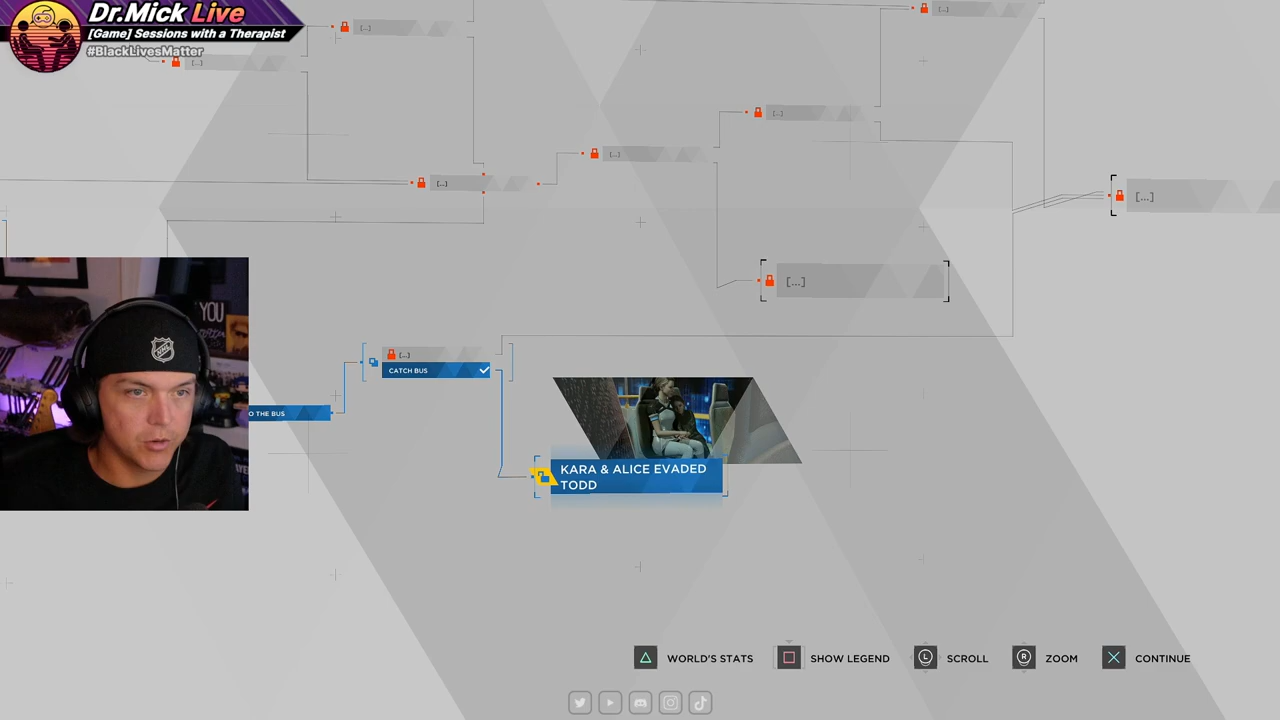 Dr.Mick Live
[Game] Sessions with a Therapist
#BlackLivesMatter
[...]
[...]
[...]
[...]
[...]
[...]
[...]
[...]
YOU
[...]
CATCH BUS
O THE BUS
KARA & ALICE EVADED
TODD
WORLD'S STATS
SHOW LEGEND
L
SCROLL
R
ZOOM
CONTINUE